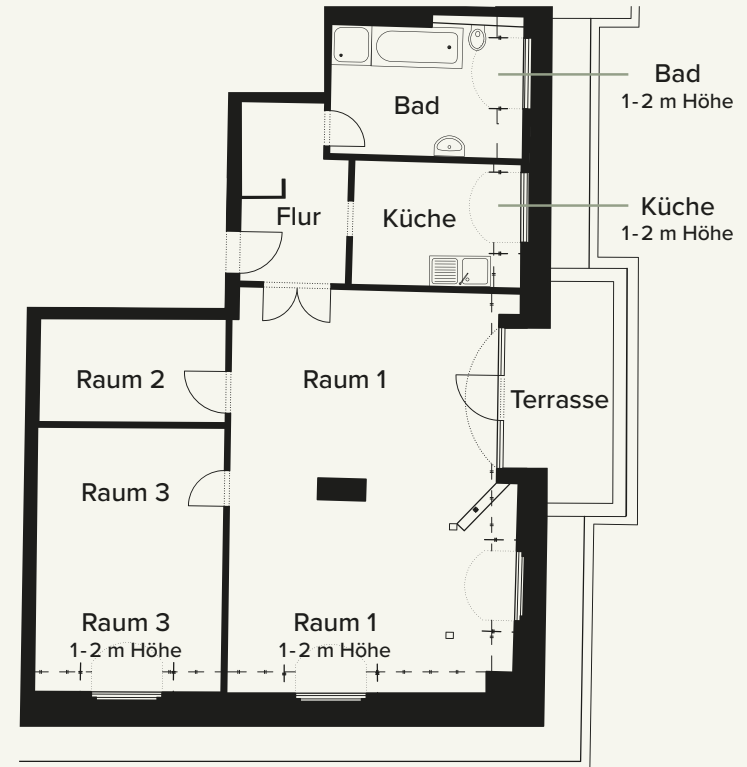 Bad
1-2 m Höhe
Bad
Küche
1-2 m Höhe
Flur
Küche
Raum 2
Raum 1
Terrasse
Raum 3
Raum 3
1-2 m Höhe
Raum 1
1-2 m Höhe